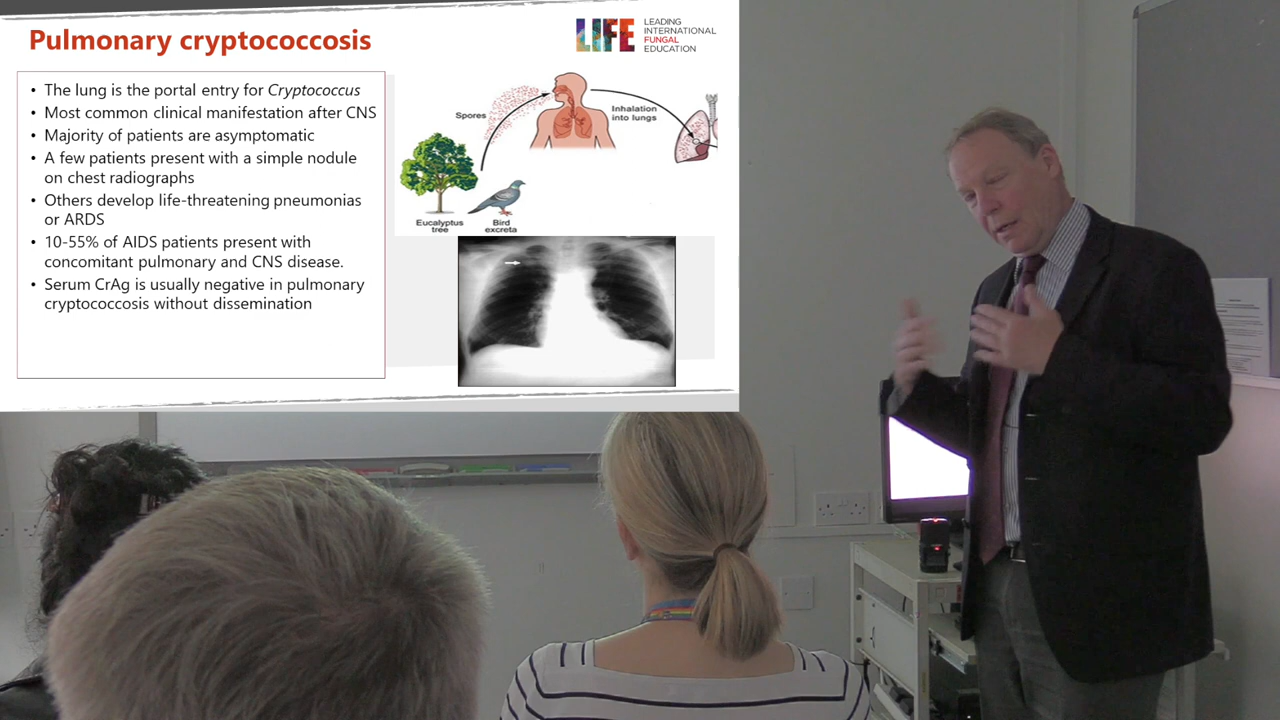 Pulmonary cryptococcosis
LIFE
LEADING
INTERNATIONAL
FUNGAL
EDUCATION
• The lung is the portal entry for Cryptococcus
• Most common clinical manifestation after CNS
• Majority of patients are asymptomatic
• A few patients present with a simple nodule
on chest radiographs
• Others develop life-threatening pneumonias
or ARDS
• 10-55% of AIDS patients present with
concomitant pulmonary and CNS disease.
• Serum CrAg is usually negative in pulmonary
cryptococcosis without dissemination
Spores
Inhalation
into lungs
Eucalyptus
tree
Bird
excreta